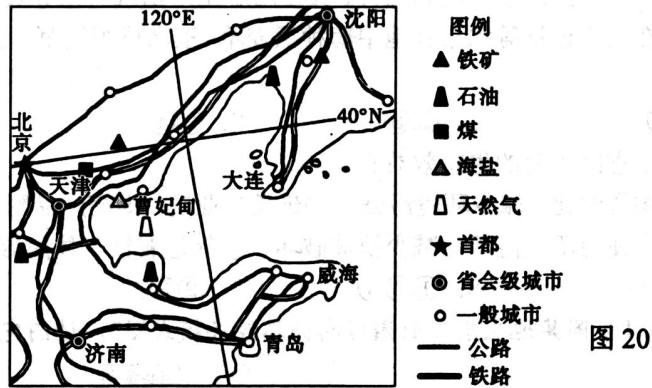 120°E
沈阳
40°N
北京
天津
曹妃甸
大连
威海
济南
青岛
图例
铁矿
石油
煤
海盐
天然气
首都
省会级城市
一般城市
公路
铁路
图 20